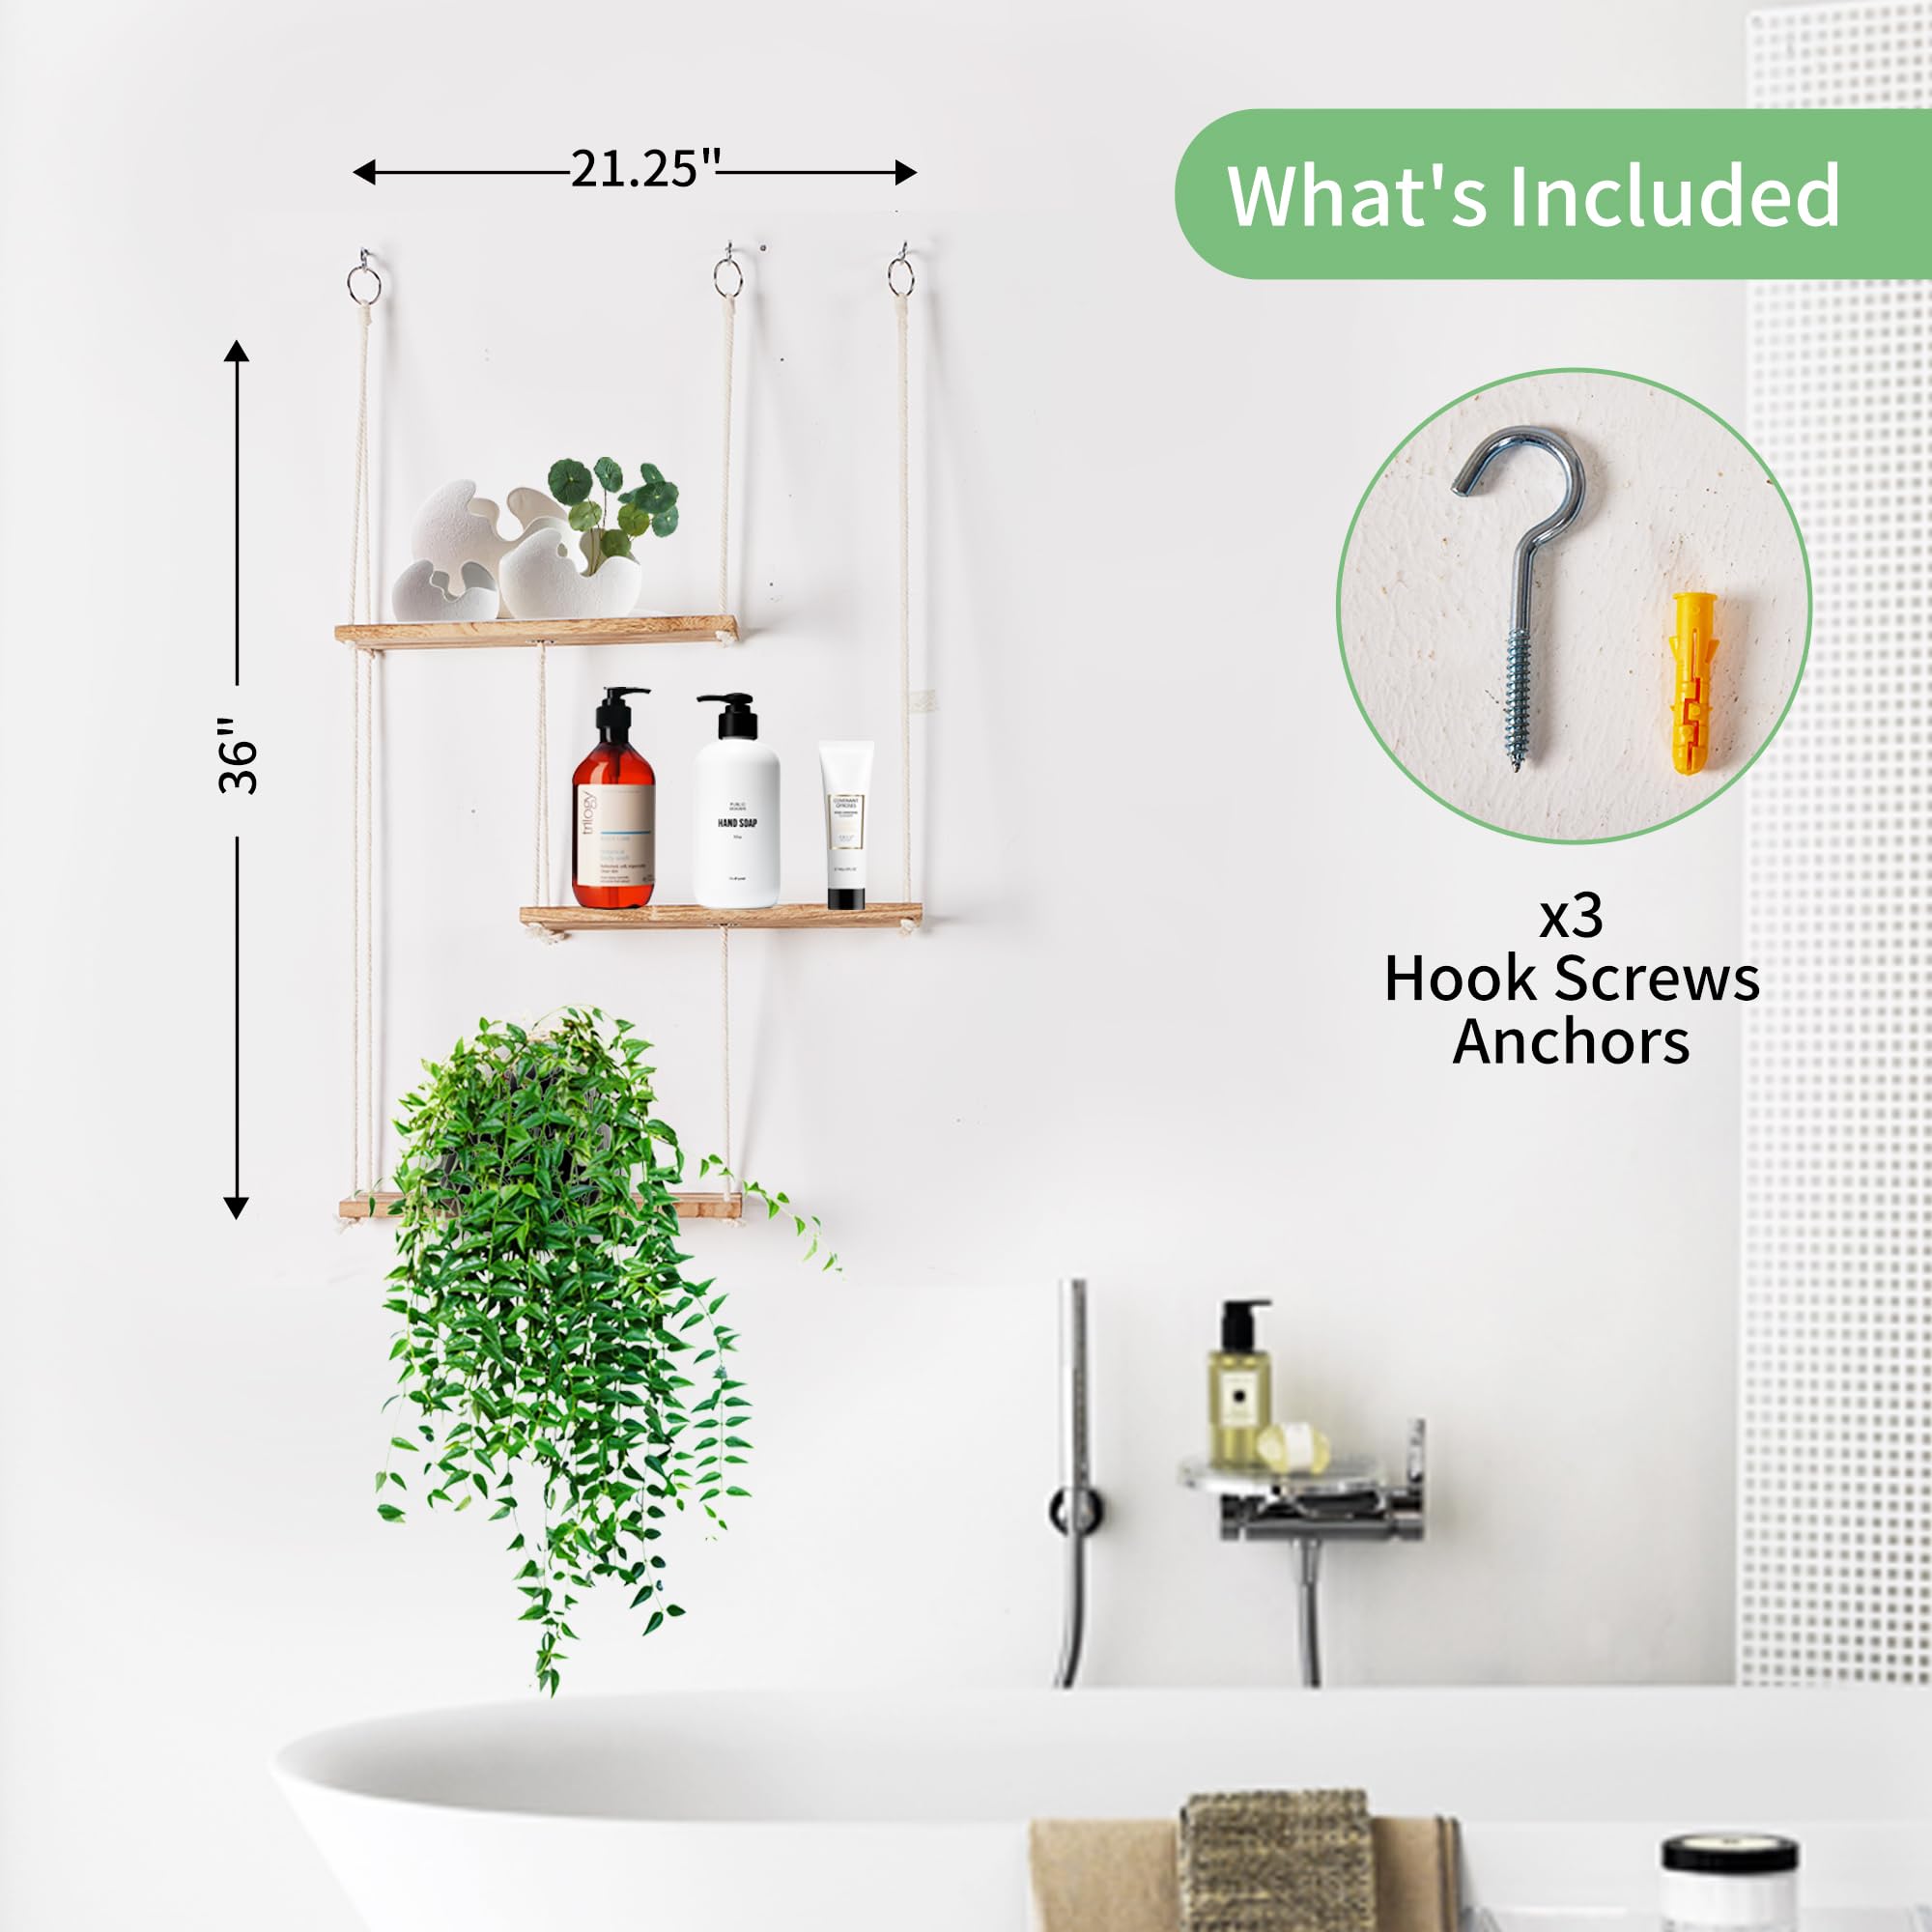 21.25"
What's Included
36"
trilogy
HAND SOAP
x3
Hook Screws
Anchors